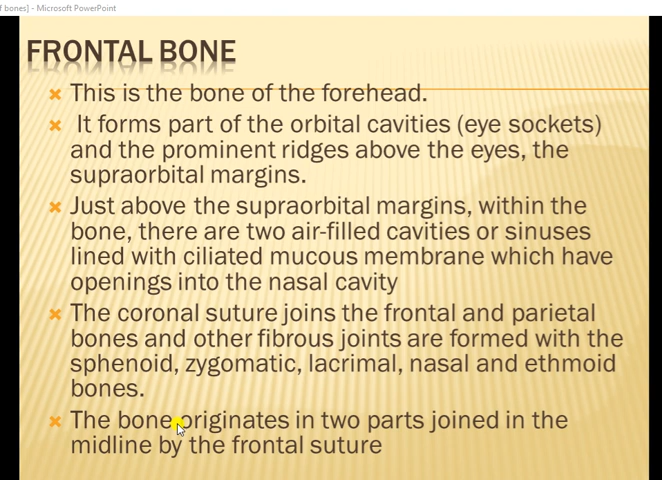 f bones] - Microsoft PowerPoint
FRONTAL BONE
This is the bone of the forehead.
It forms part of the orbital cavities (eye sockets)
and the prominent ridges above the eyes, the
supraorbital margins.
Just above the supraorbital margins, within the
bone, there are two air-filled cavities or sinuses
lined with ciliated mucous membrane which have
openings into the nasal cavity
The coronal suture joins the frontal and parietal
bones and other fibrous joints are formed with the
sphenoid, zygomatic, lacrimal, nasal and ethmoid
bones.
The bone originates in two parts joined in the
midline by the frontal suture